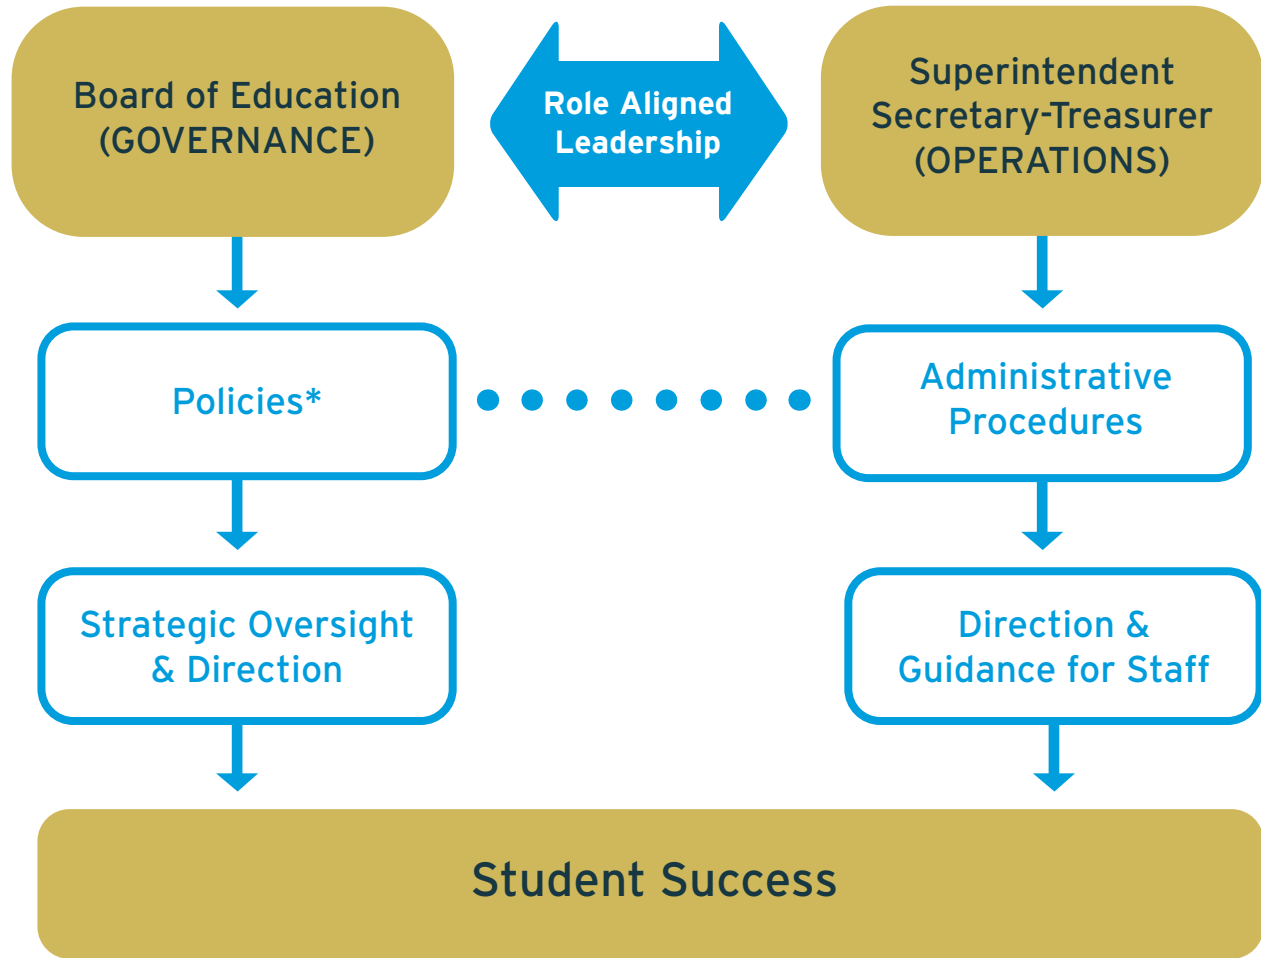 Board of Education
(GOVERNANCE)
Role Aligned
Leadership
Superintendent
Secretary-Treasurer
(OPERATIONS)
Policies*
Administrative
Procedures
Strategic Oversight
& Direction
Direction &
Guidance for Staff
Student Success